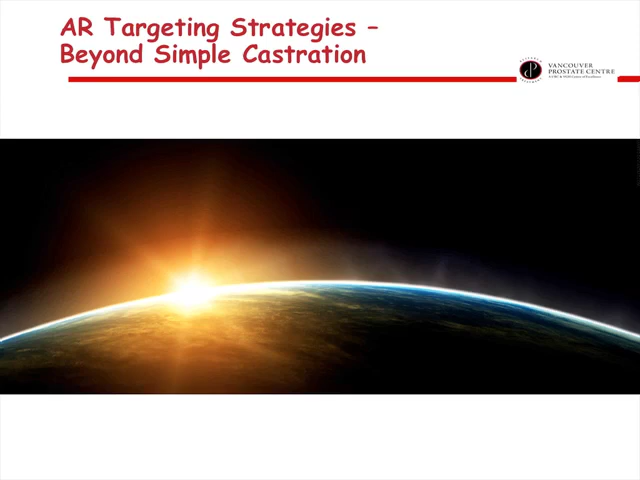 AR Targeting Strategies –
Beyond Simple Castration
VANCOUVER
PROSTATE CENTRE